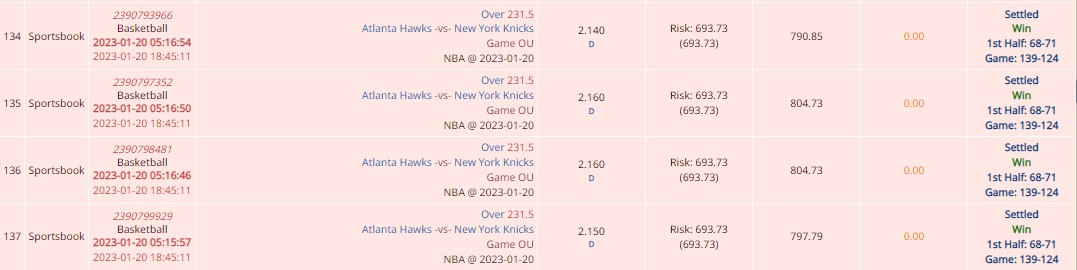 134 Sportsbook 2390793966 Basketball 2023-01-20 05:16:54 2023-01-20 18:45:11
Over 231.5
Atlanta Hawks -vs- New York Knicks
Game OU
NBA @ 2023-01-20
2.140
D
Risk: 693.73
(693.73)
790.85
0.00
Settled
Win
1st Half: 68-71
Game: 139-124
135 Sportsbook 2390797352 Basketball 2023-01-20 05:16:50 2023-01-20 18:45:11
Over 231.5
Atlanta Hawks -vs- New York Knicks
Game OU
NBA @ 2023-01-20
2.160
D
Risk: 693.73
(693.73)
804.73
0.00
Settled
Win
1st Half: 68-71
Game: 139-124
136 Sportsbook 2390798481 Basketball 2023-01-20 05:16:46 2023-01-20 18:45:11
Over 231.5
Atlanta Hawks -vs- New York Knicks
Game OU
NBA @ 2023-01-20
2.160
D
Risk: 693.73
(693.73)
804.73
0.00
Settled
Win
1st Half: 68-71
Game: 139-124
137 Sportsbook 2390799929 Basketball 2023-01-20 05:15:57 2023-01-20 18:45:11
Over 231.5
Atlanta Hawks -vs- New York Knicks
Game OU
NBA @ 2023-01-20
2.150
D
Risk: 693.73
(693.73)
797.79
0.00
Settled
Win
1st Half: 68-71
Game: 139-124